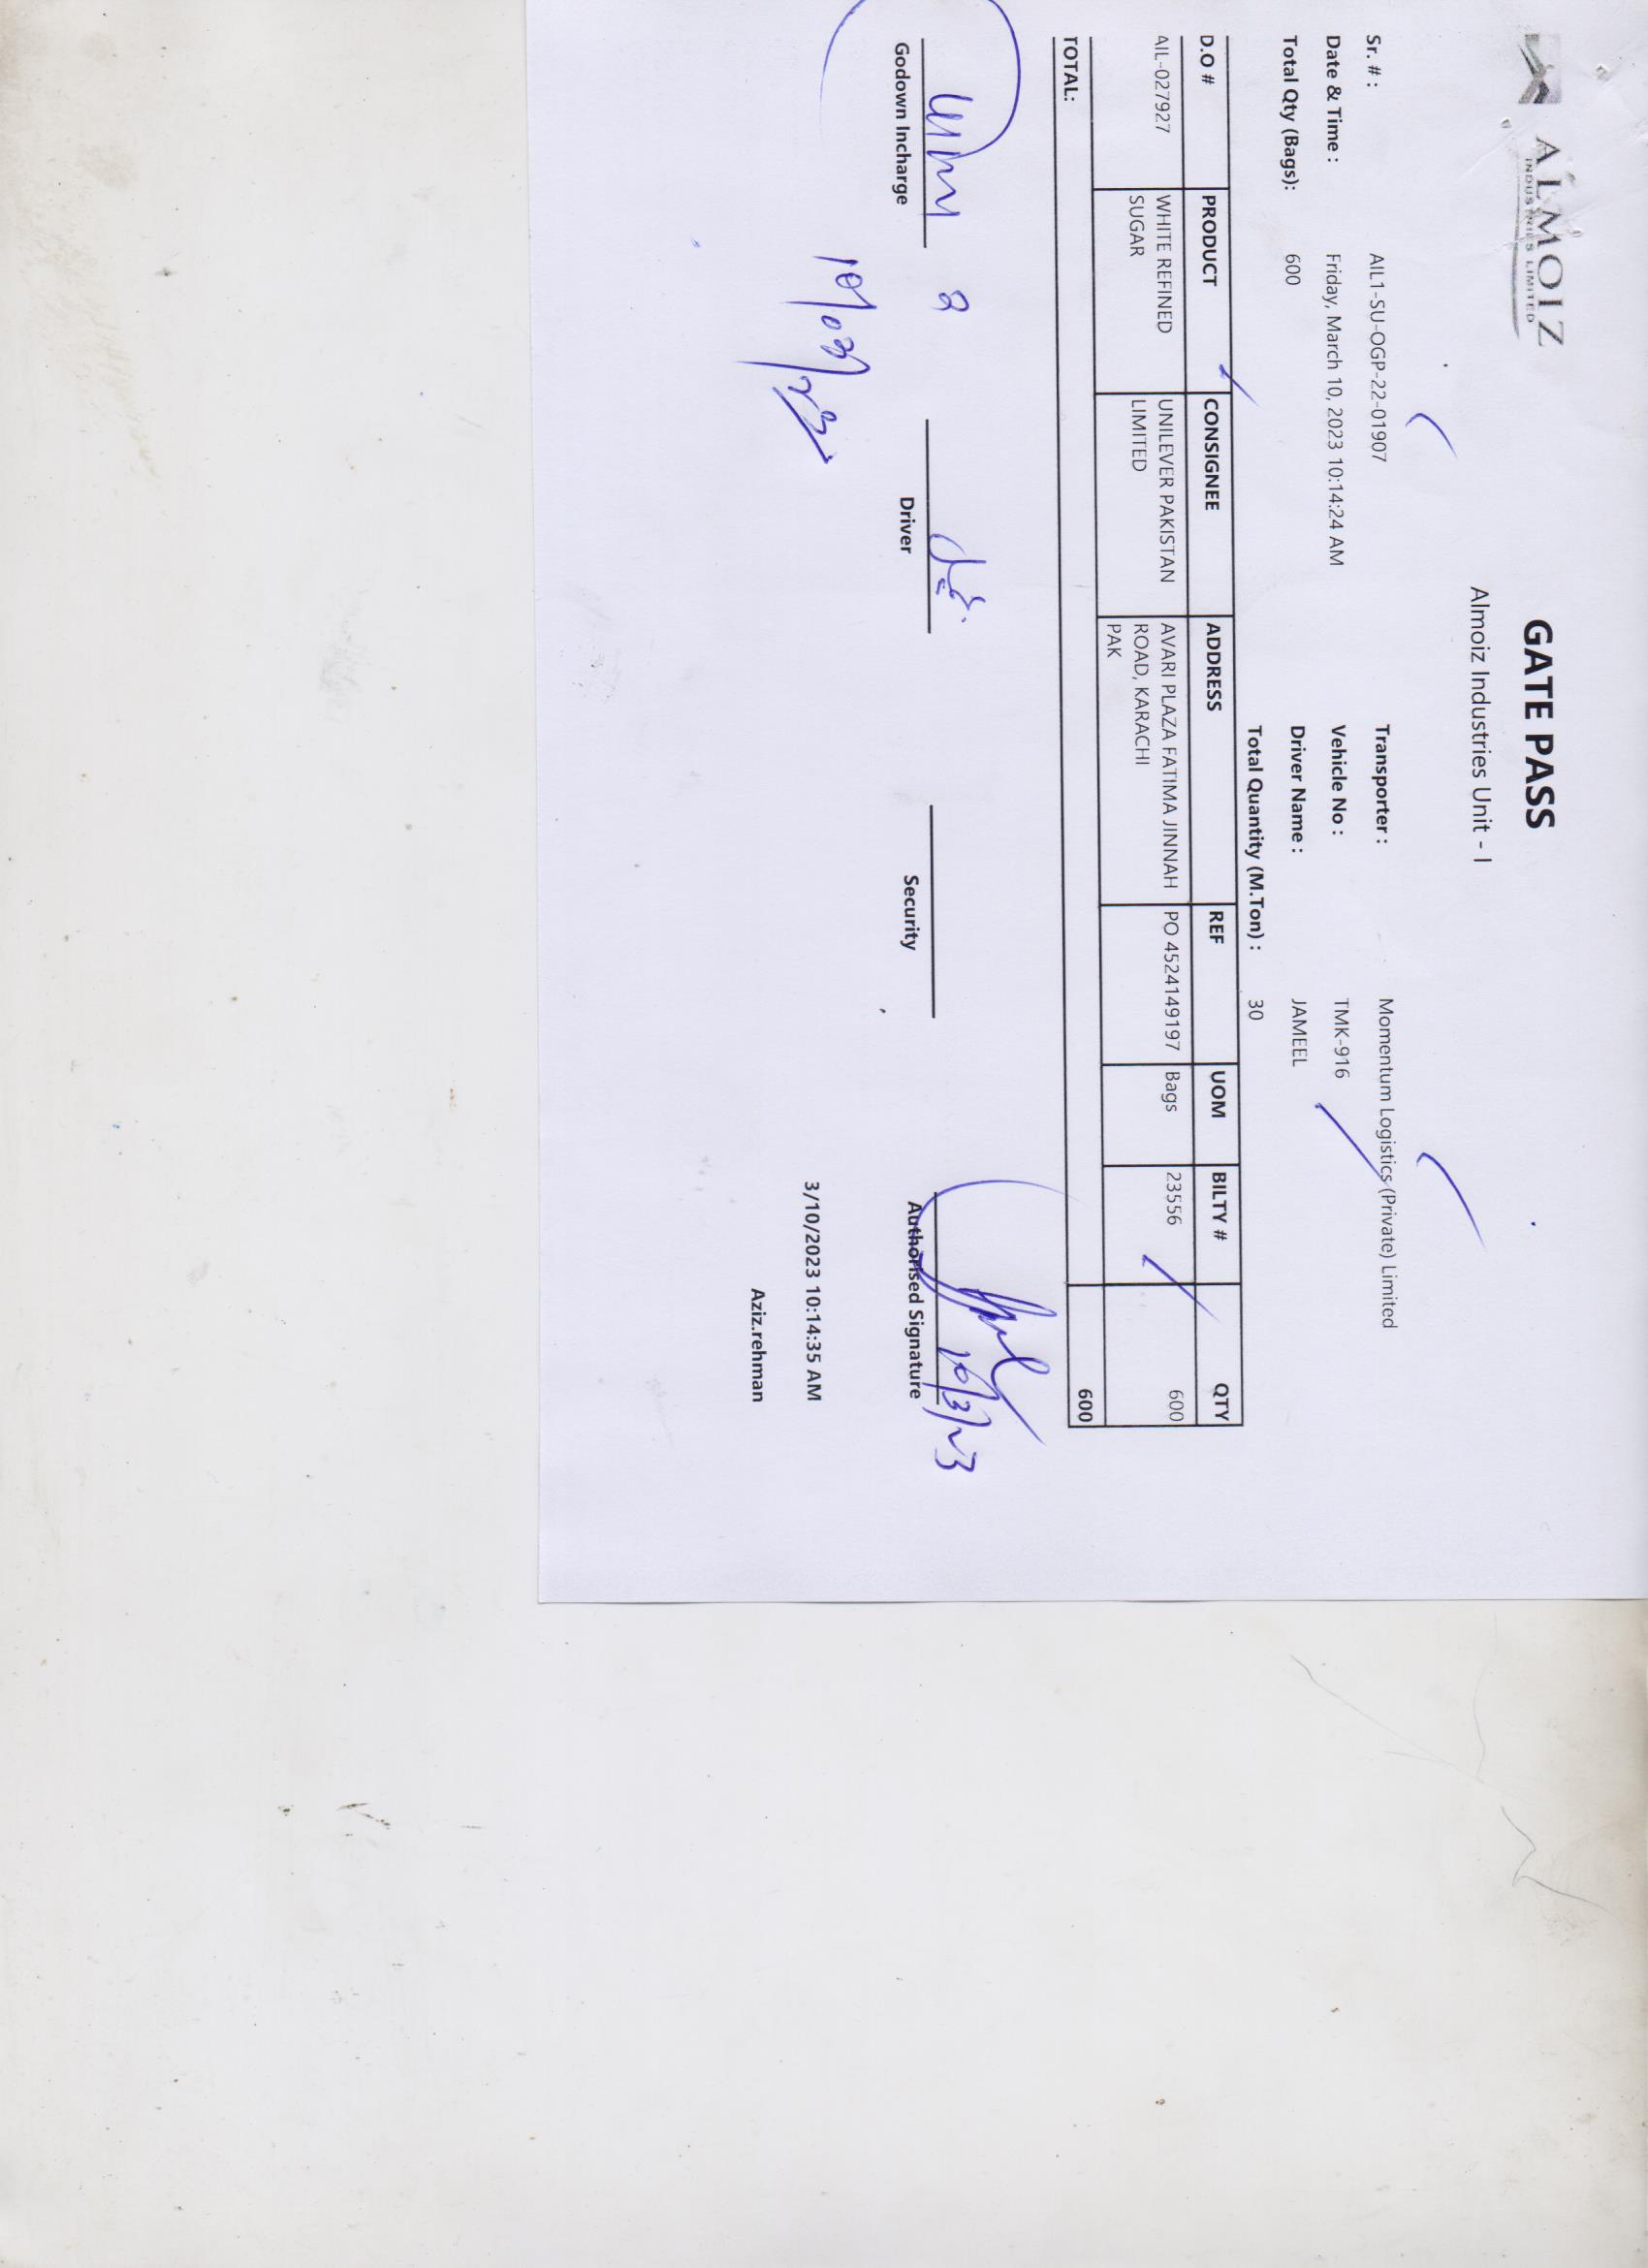 ALMOIZ
INDUSTRIES LIMITED
GATE PASS
Almoiz Industries Unit - I
Sr. # : AIL1-SU-OGP-22-01907
Transporter : Momentum Logistics (Private) Limited
Date & Time : Friday, March 10, 2023 10:14:24 AM
Vehicle No : TMK-916
Total Qty (Bags): 600
Driver Name : JAMEEL
Total Quantity (M.Ton) : 30
D.O # PRODUCT CONSIGNEE ADDRESS REF UOM BILTY # QTY
AIL-027927 WHITE REFINED UNILEVER PAKISTAN AVARI PLAZA FATIMA JINNAH PO 4524149197 Bags 23556 600
SUGAR LIMITED ROAD, KARACHI
PAK
TOTAL: 600
10/3/23
Godown Incharge Driver Security Authorised Signature
10/03/23
3/10/2023 10:14:35 AM
Aziz.rehman